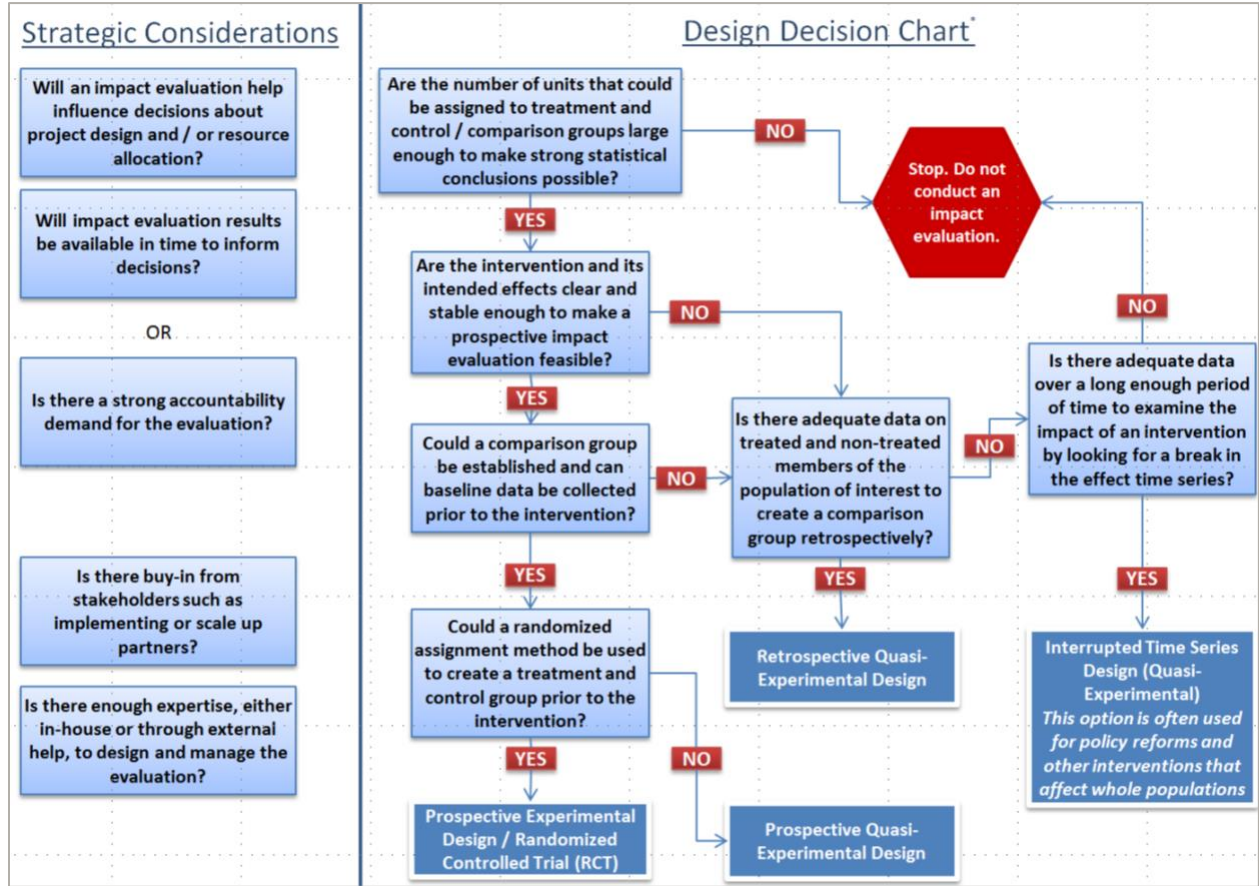 Strategic Considerations
Will an impact evaluation help
influence decisions about
project design and / or resource
allocation?
Will impact evaluation results
be available in time to inform
decisions?
OR
Is there a strong accountability
demand for the evaluation?
Is there buy-in from
stakeholders such as
implementing or scale up
partners?
Is there enough expertise, either
in-house or through external
help, to design and manage the
evaluation?
Design Decision Chart*
Are the number of units that could
be assigned to treatment and
control / comparison groups large
enough to make strong statistical
conclusions possible?
NO
Stop. Do not
conduct an
impact
evaluation.
YES
Are the intervention and its
intended effects clear and
stable enough to make a
prospective impact
evaluation feasible?
NO
YES
Could a comparison group
be established and can
baseline data be collected
prior to the intervention?
NO
Is there adequate data on
treated and non-treated
members of the
population of interest to
create a comparison
group retrospectively?
NO
Is there adequate data
over a long enough period
of time to examine the
impact of an intervention
by looking for a break in
the effect time series?
NO
YES
Could a randomized
assignment method be used
to create a treatment and
control group prior to the
intervention?
YES
Retrospective Quasi-
Experimental Design
YES
Interrupted Time Series
Design (Quasi-
Experimental)
This option is often used
for policy reforms and
other interventions that
affect whole populations
YES
NO
Prospective Experimental
Design / Randomized
Controlled Trial (RCT)
Prospective Quasi-
Experimental Design